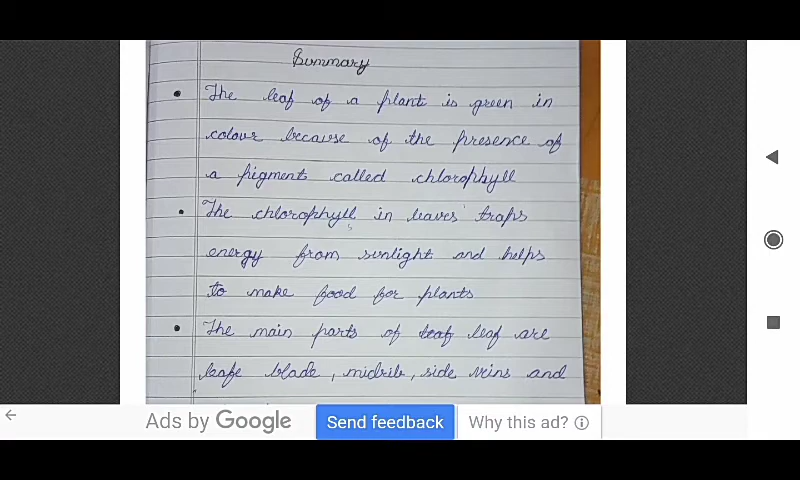 Summary
• The leaf of a plant is green in
colour because of the presence of
a pigment called chlorophyll
• The chlorophyll in leaves traps
energy from sunlight and helps
to make food for plants
• The main parts of leaf are
leafe blade, midrib, side veins and
Ads by Google
Send feedback
Why this ad?